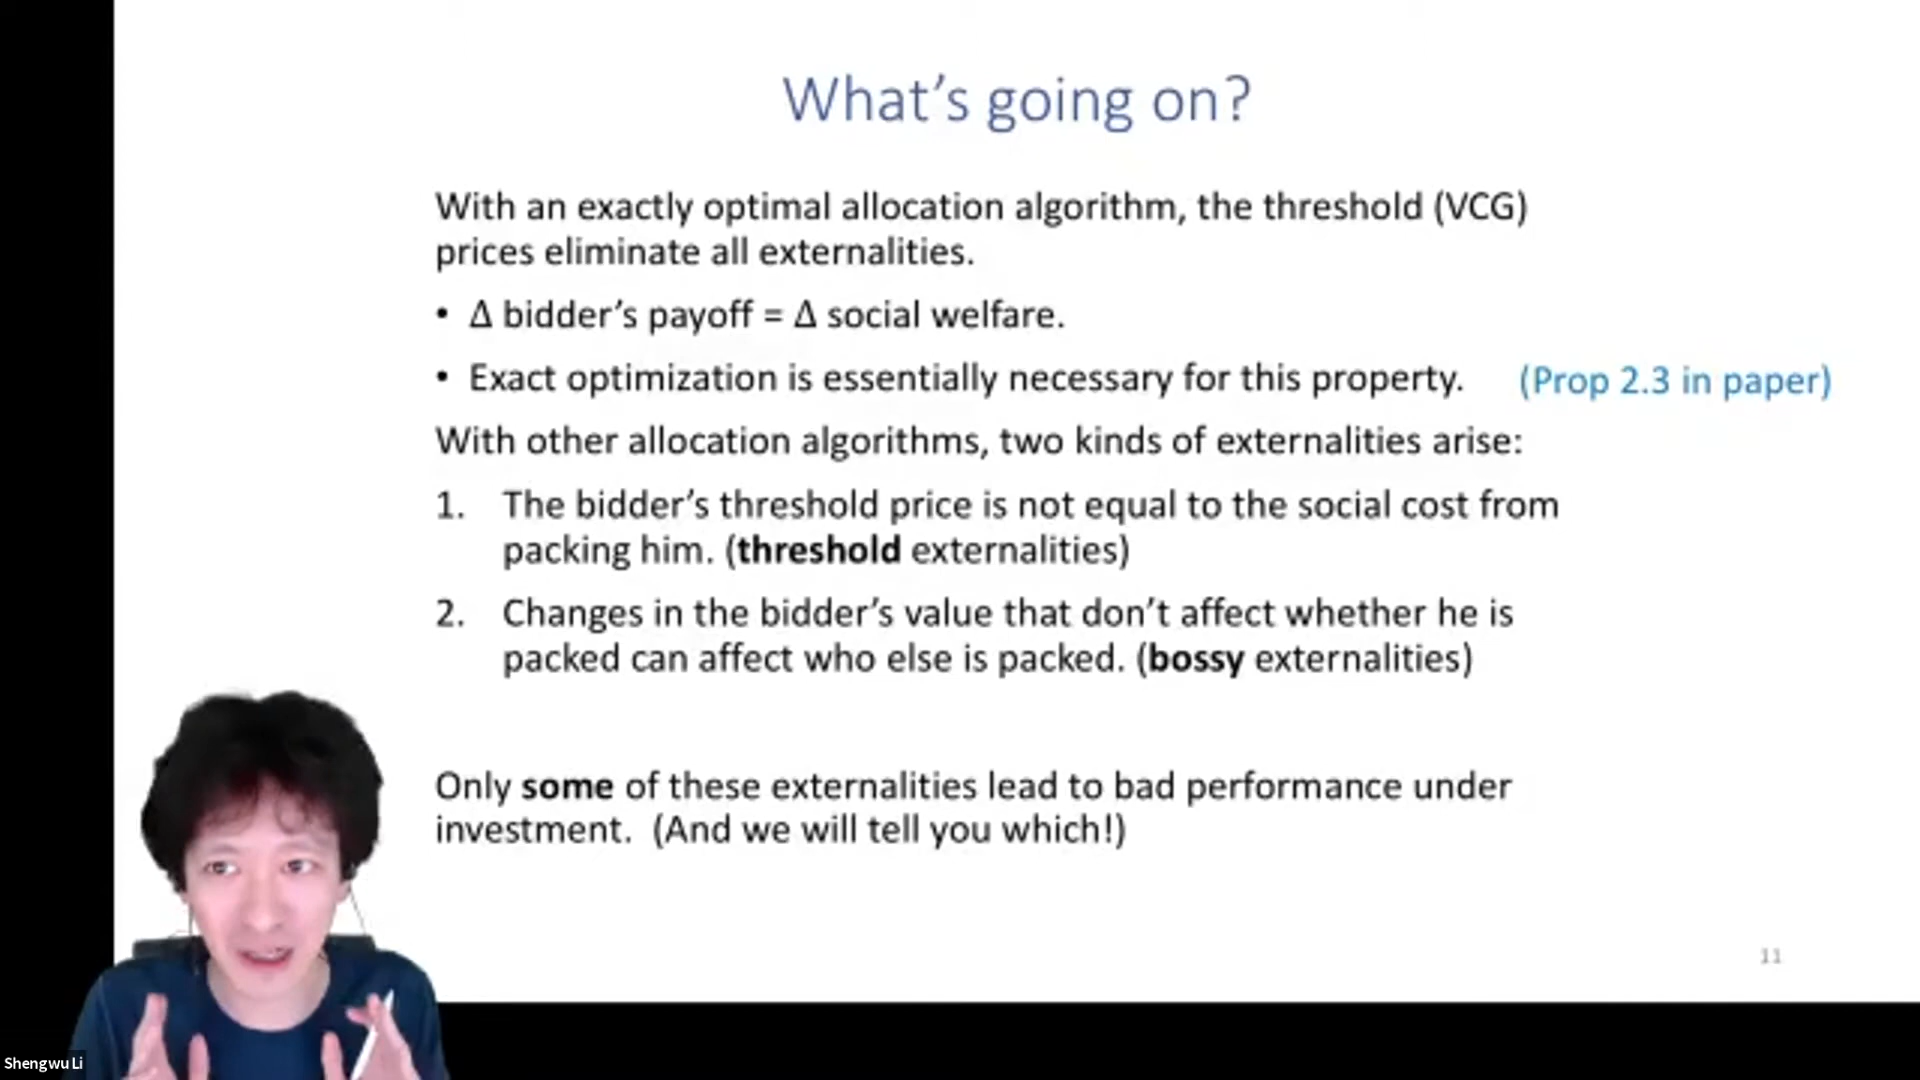 What's going on?
With an exactly optimal allocation algorithm, the threshold (VCG)
prices eliminate all externalities.
• Δ bidder's payoff = Δ social welfare.
• Exact optimization is essentially necessary for this property. (Prop 2.3 in paper)
With other allocation algorithms, two kinds of externalities arise:
1. The bidder's threshold price is not equal to the social cost from
packing him. (threshold externalities)
2. Changes in the bidder's value that don't affect whether he is
packed can affect who else is packed. (bossy externalities)
Only some of these externalities lead to bad performance under
investment. (And we will tell you which!)
11
Shengwu Li